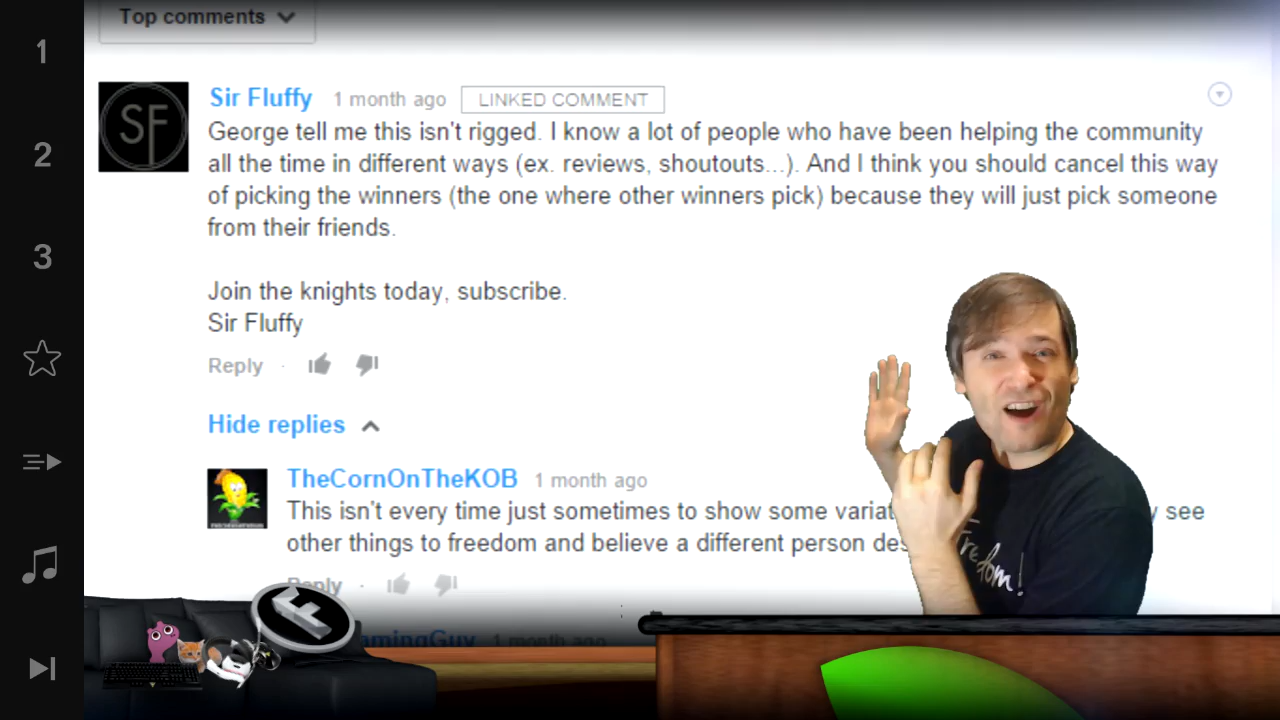 Top comments
1
Sir Fluffy 1 month ago LINKED COMMENT
SF
George tell me this isn't rigged. I know a lot of people who have been helping the community
2
all the time in different ways (ex. reviews, shoutouts...). And I think you should cancel this way
of picking the winners (the one where other winners pick) because they will just pick someone
from their friends.
3
Join the knights today, subscribe.
Sir Fluffy
Reply ·
Hide replies
TheCornOnTheKOB 1 month ago
This isn't every time just sometimes to show some see
other things to freedom and believe a different person
Freedom!
Reply ·
1 month ago